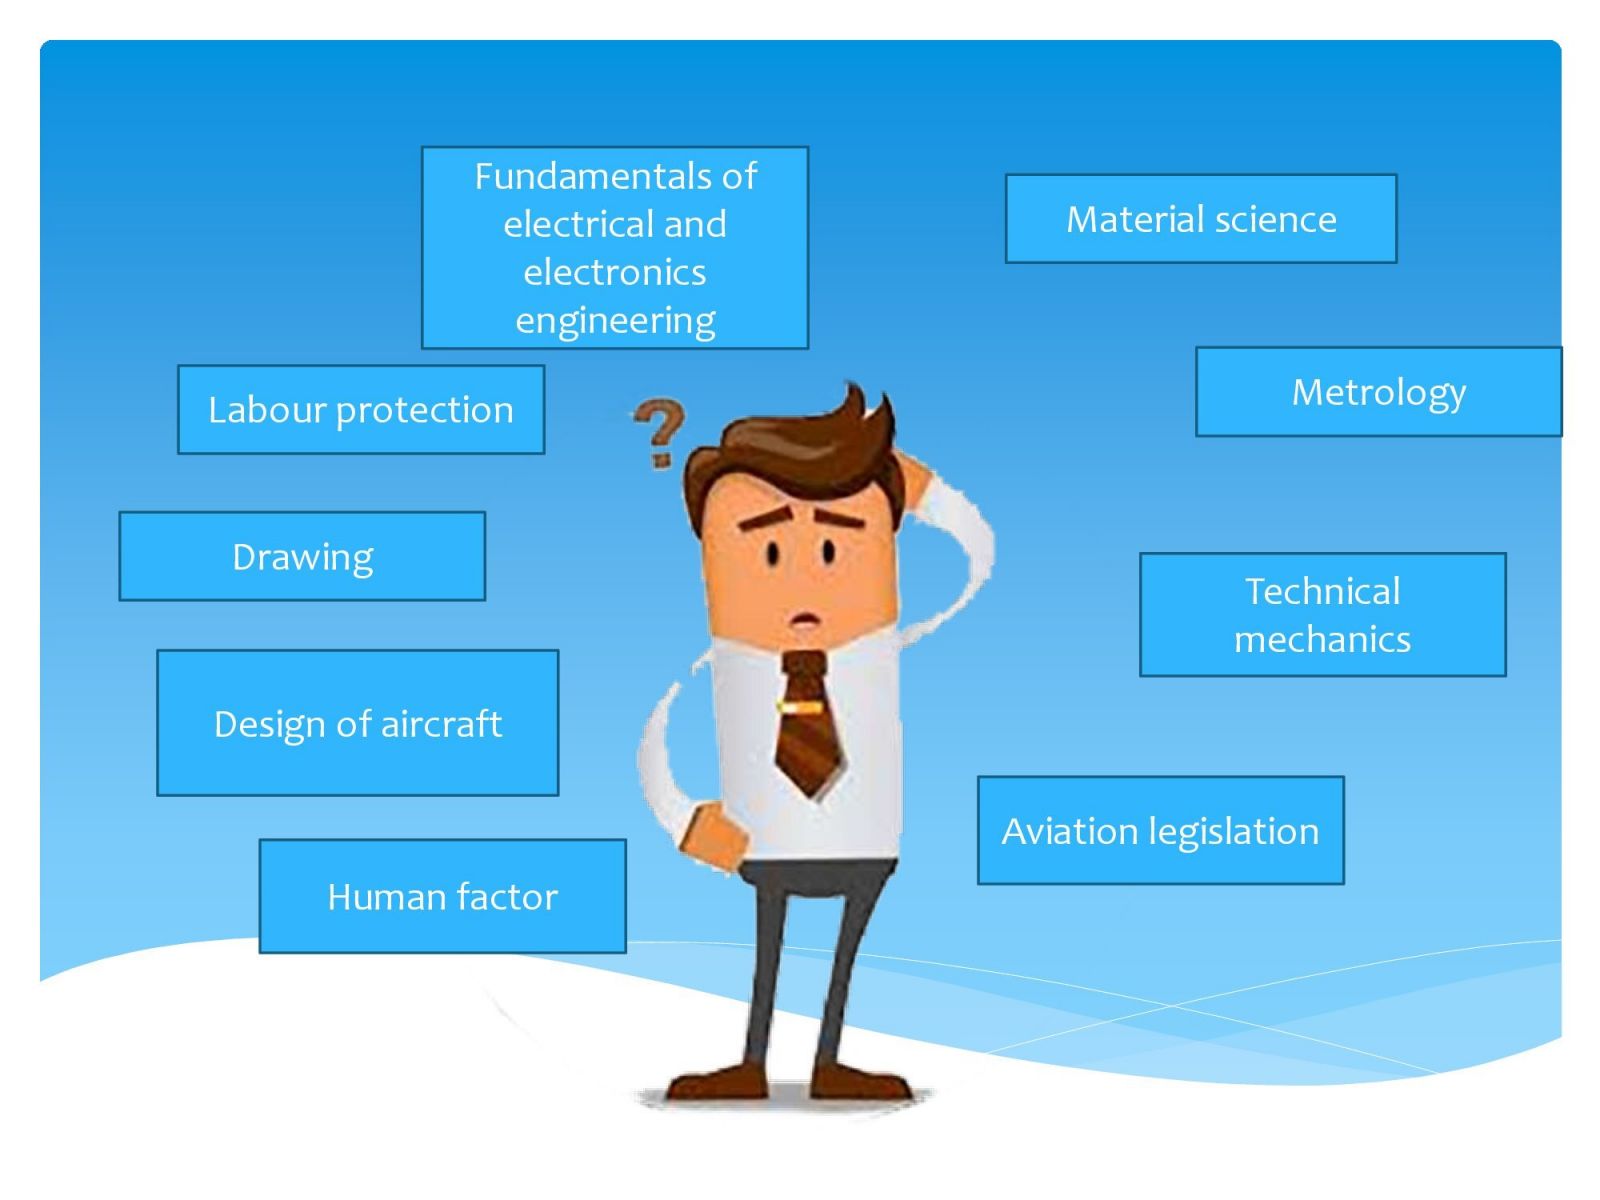 Fundamentals of
electrical and
electronics
engineering
Material science
Labour protection
Metrology
?
Drawing
Technical
mechanics
Design of aircraft
Aviation legislation
Human factor